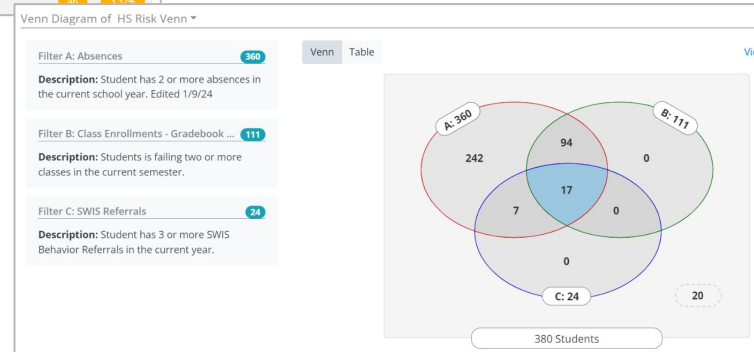 Venn Diagram of HS Risk Venn
Filter A: Absences 360
Description: Student has 2 or more absences in
the current school year. Edited 1/9/24
Filter B: Class Enrollments - Gradebook ... 111
Description: Students is failing two or more
classes in the current semester.
Filter C: SWIS Referrals 24
Description: Student has 3 or more SWIS
Behavior Referrals in the current year.
Venn Table
A: 360
B: 111
94
242
0
17
7
0
0
C: 24
20
380 Students